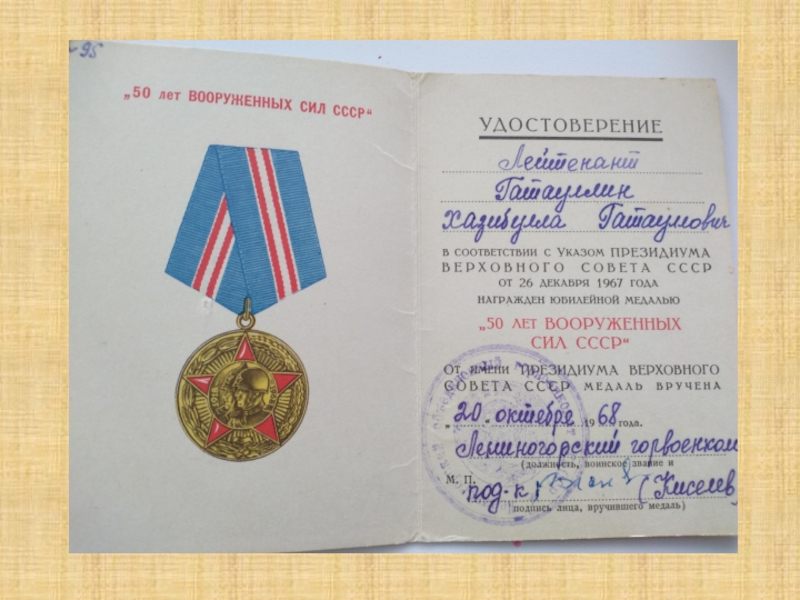 95
„50 лет ВООРУЖЕННЫХ СИЛ СССР“
УДОСТОВЕРЕНИЕ
Лейтенант
Гатауллин
Хазибулла Гатаулович
В СООТВЕТСТВИИ С УКАЗОМ ПРЕЗИДИУМА
ВЕРХОВНОГО СОВЕТА СССР
ОТ 26 ДЕКАБРЯ 1967 ГОДА
НАГРАЖДЕН ЮБИЛЕЙНОЙ МЕДАЛЬЮ
„50 ЛЕТ ВООРУЖЕННЫХ
СИЛ СССР“
ОТ ИМЕНИ ПРЕЗИДИУМА ВЕРХОВНОГО
СОВЕТА СССР МЕДАЛЬ ВРУЧЕНА
„20„ октября 1968 года.
Лениногорский горвоенком
(должность, воинское звание и
М. П.
под-к (Киселев)
подпись лица, вручившего медаль)